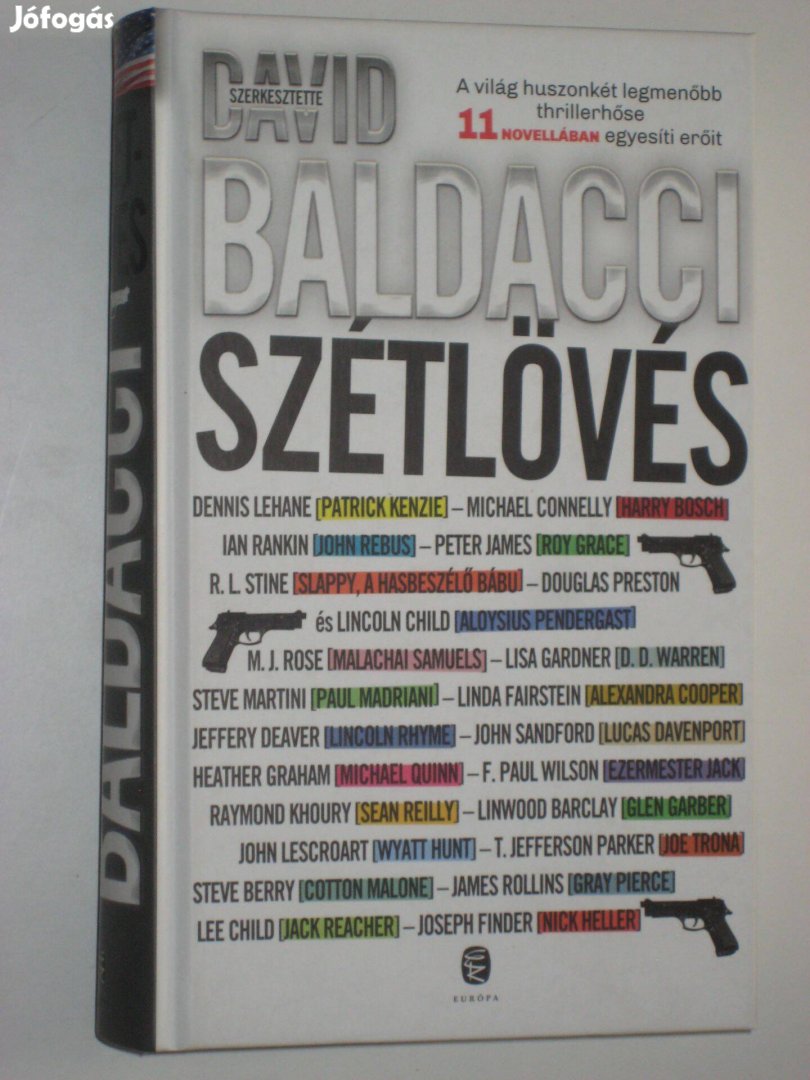 Jófogás
DAVID
SZERKESZTETTE
A világ huszonkét legmenőbb
thrillerhőse
11 NOVELLÁBAN egyesíti erőit
BALDACCI
SZÉTLÖVÉS
DENNIS LEHANE [PATRICK KENZIE] – MICHAEL CONNELLY [HARRY BOSCH]
IAN RANKIN [JOHN REBUS] – PETER JAMES [ROY GRACE]
R. L. STINE [SLAPPY, A HASBESZÉLŐ BÁBU] – DOUGLAS PRESTON
és LINCOLN CHILD [ALOYSIUS PENDERGAST]
M. J. ROSE [MALACHAI SAMUELS] – LISA GARDNER [D. D. WARREN]
STEVE MARTINI [PAUL MADRIANI] – LINDA FAIRSTEIN [ALEXANDRA COOPER]
JEFFERY DEAVER [LINCOLN RHYME] – JOHN SANDFORD [LUCAS DAVENPORT]
HEATHER GRAHAM [MICHAEL QUINN] – F. PAUL WILSON [EZERMESTER JACK]
RAYMOND KHOURY [SEAN REILLY] – LINWOOD BARCLAY [GLEN GARBER]
JOHN LESCROART [WYATT HUNT] – T. JEFFERSON PARKER [JOE TRONA]
STEVE BERRY [COTTON MALONE] – JAMES ROLLINS [GRAY PIERCE]
LEE CHILD [JACK REACHER] – JOSEPH FINDER [NICK HELLER]
EURÓPA
BALDACCI